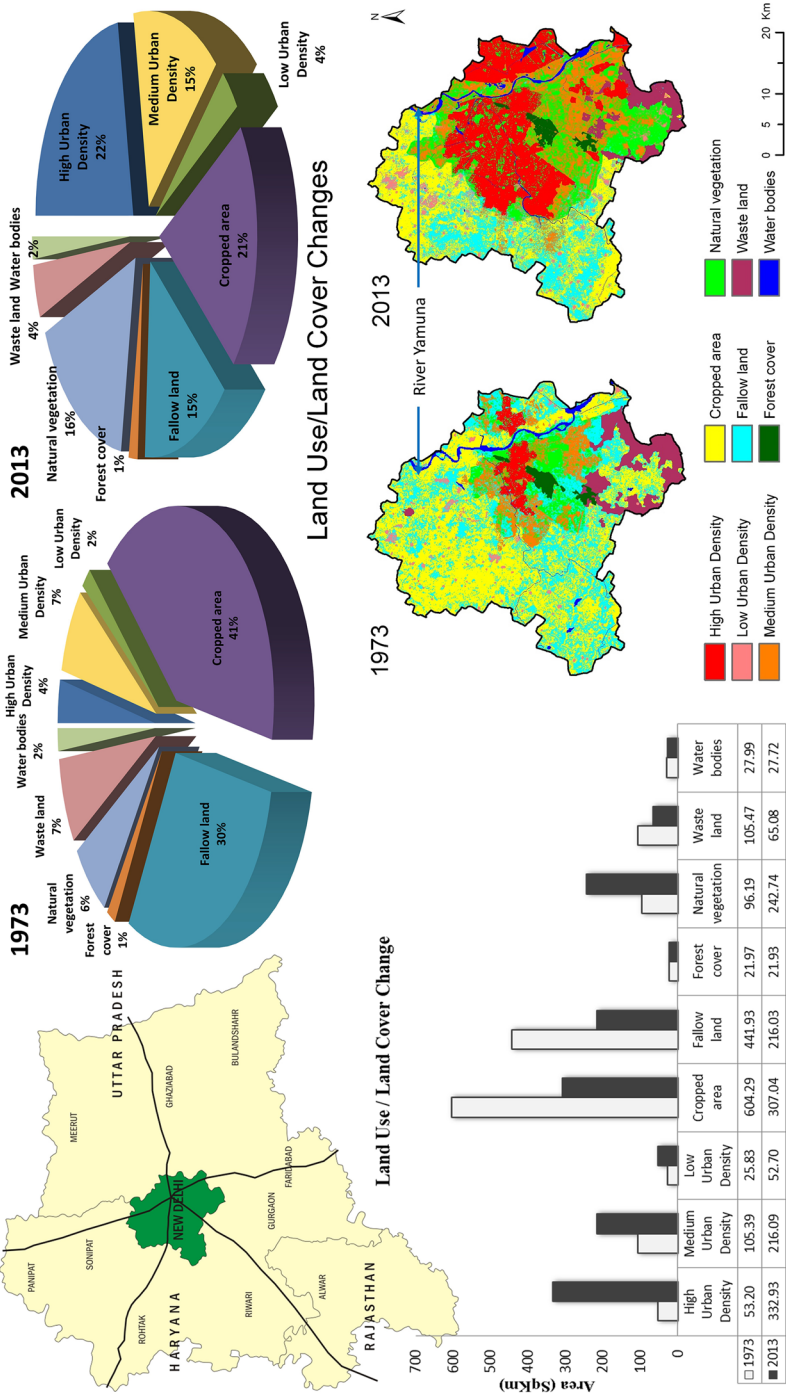 PANIPAT
MEERUT
SONIPAT
UTTAR PRADESH
ROHTAK
NEW DELHI
GHAZIABAD
HARYANA
BULANDSHAHR
GURGAON
FARIDABAD
RIWARI
ALWAR
RAJASTHAN
1973
Water bodies
2%
High Urban
Density
4%
Medium Urban
Density
7%
Low Urban
Density
2%
Waste land
7%
Natural
vegetation
6%
Forest
cover
1%
Fallow land
30%
Cropped area
41%
2013
Waste land
4%
Water bodies
2%
High Urban
Density
22%
Medium Urban
Density
15%
Low Urban
Density
4%
Natural vegetation
16%
Forest cover
1%
Fallow land
15%
Cropped area
21%
Land Use/Land Cover Changes
Land Use / Land Cover Change
Area (SqKm)
700
600
500
400
300
200
100
0
High
Urban
Density
Medium
Urban
Density
Low
Urban
Density
Cropped
area
Fallow
land
Forest
cover
Natural
vegetation
Waste
land
Water
bodies
1973 53.20 105.39 25.83 604.29 441.93 21.97 96.19 105.47 27.99
2013 332.93 216.09 52.70 307.04 216.03 21.93 242.74 65.08 27.72
1973
River Yamuna
2013
N
0 5 10 20 Km
High Urban Density
Low Urban Density
Medium Urban Density
Cropped area
Fallow land
Forest cover
Natural vegetation
Waste land
Water bodies